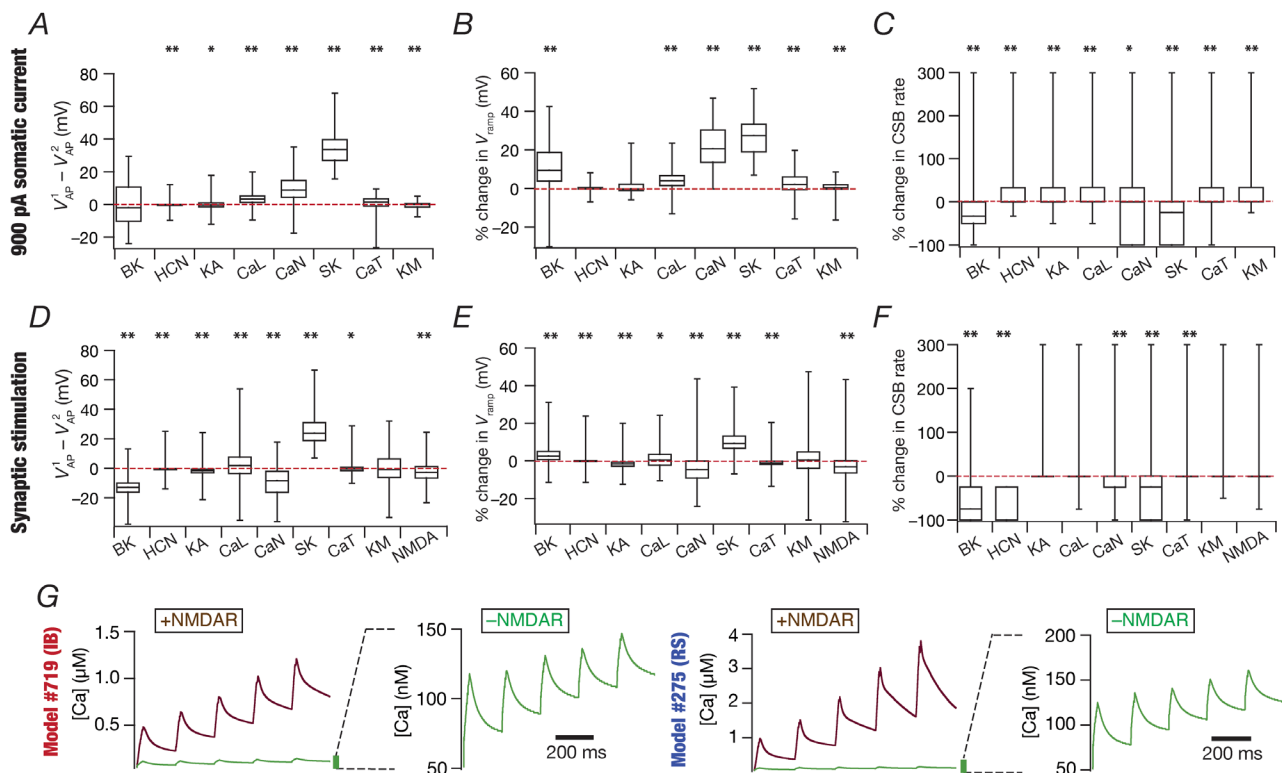 A
B
C
900 pA somatic current
** * ** ** ** ** **
V¹AP – V²AP (mV)
80
60
40
20
0
−20
BK HCN KA CaL CaN SK CaT KM
** ** ** ** ** **
% change in Vramp (mV)
60
40
20
0
−20
BK HCN KA CaL CaN SK CaT KM
** ** ** ** * ** ** **
% change in CSB rate
300
200
100
0
−100
BK HCN KA CaL CaN SK CaT KM
D
E
F
Synaptic stimulation
** ** ** ** ** ** * **
V¹AP – V²AP (mV)
80
60
40
20
0
−20
BK HCN KA CaL CaN SK CaT KM NMDA
** ** ** * ** ** ** **
% change in Vramp (mV)
60
40
20
0
−20
BK HCN KA CaL CaN SK CaT KM NMDA
** ** ** ** **
% change in CSB rate
300
200
100
0
−100
BK HCN KA CaL CaN SK CaT KM NMDA
G
Model #719 (IB)
+NMDAR
[Ca] (µM)
1.5
1.0
0.5
−NMDAR
[Ca] (nM)
150
100
50
200 ms
Model #275 (RS)
+NMDAR
[Ca] (µM)
4
3
2
1
−NMDAR
[Ca] (nM)
200
150
100
50
200 ms